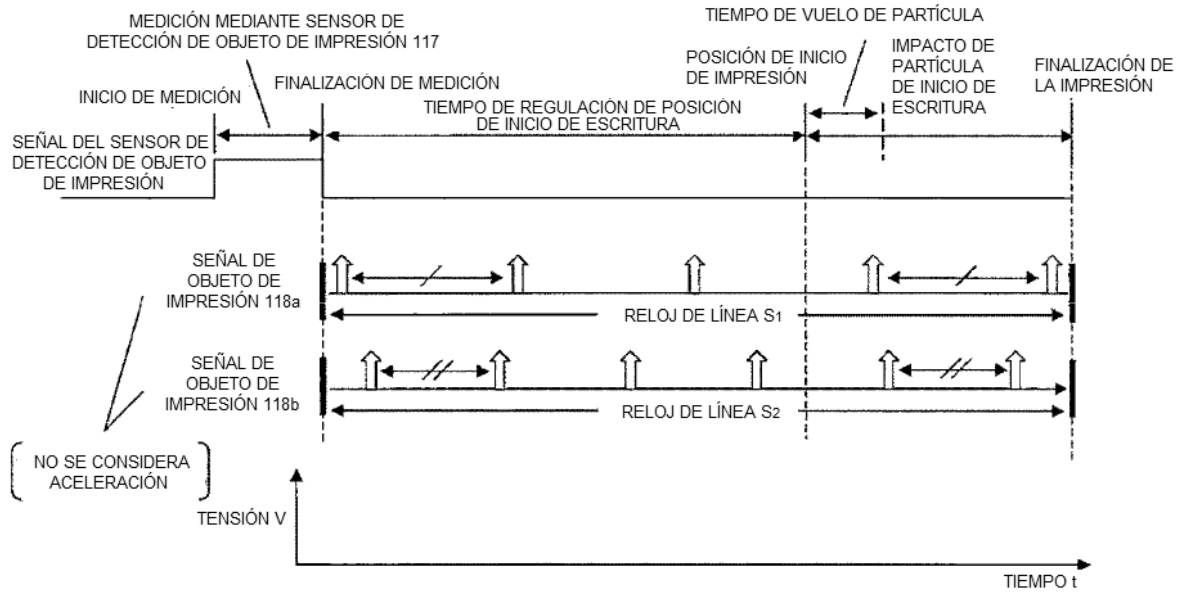 MEDICIÓN MEDIANTE SENSOR DE
DETECCIÓN DE OBJETO DE IMPRESIÓN 117
TIEMPO DE VUELO DE PARTÍCULA
INICIO DE MEDICIÓN
FINALIZACIÓN DE MEDICIÓN
POSICIÓN DE INICIO
DE IMPRESIÓN
IMPACTO DE
PARTÍCULA
DE INICIO DE
ESCRITURA
FINALIZACIÓN DE
LA IMPRESIÓN
TIEMPO DE REGULACIÓN DE POSICIÓN
DE INICIO DE ESCRITURA
SEÑAL DEL SENSOR DE
DETECCIÓN DE OBJETO
DE IMPRESIÓN
SEÑAL DE
OBJETO DE
IMPRESIÓN 118a
RELOJ DE LÍNEA S1
SEÑAL DE
OBJETO DE
IMPRESIÓN 118b
RELOJ DE LÍNEA S2
NO SE CONSIDERA
ACELERACIÓN
TENSIÓN V
TIEMPO t